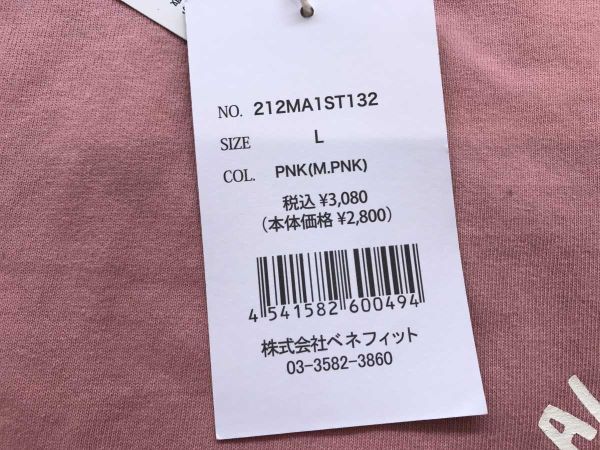 NO. 212MA1ST132
SIZE L
COL. PNK(M.PNK)
税込 ¥3,080
(本体価格 ¥2,800)
4 541582 600494
株式会社ベネフィット
03-3582-3860
AI